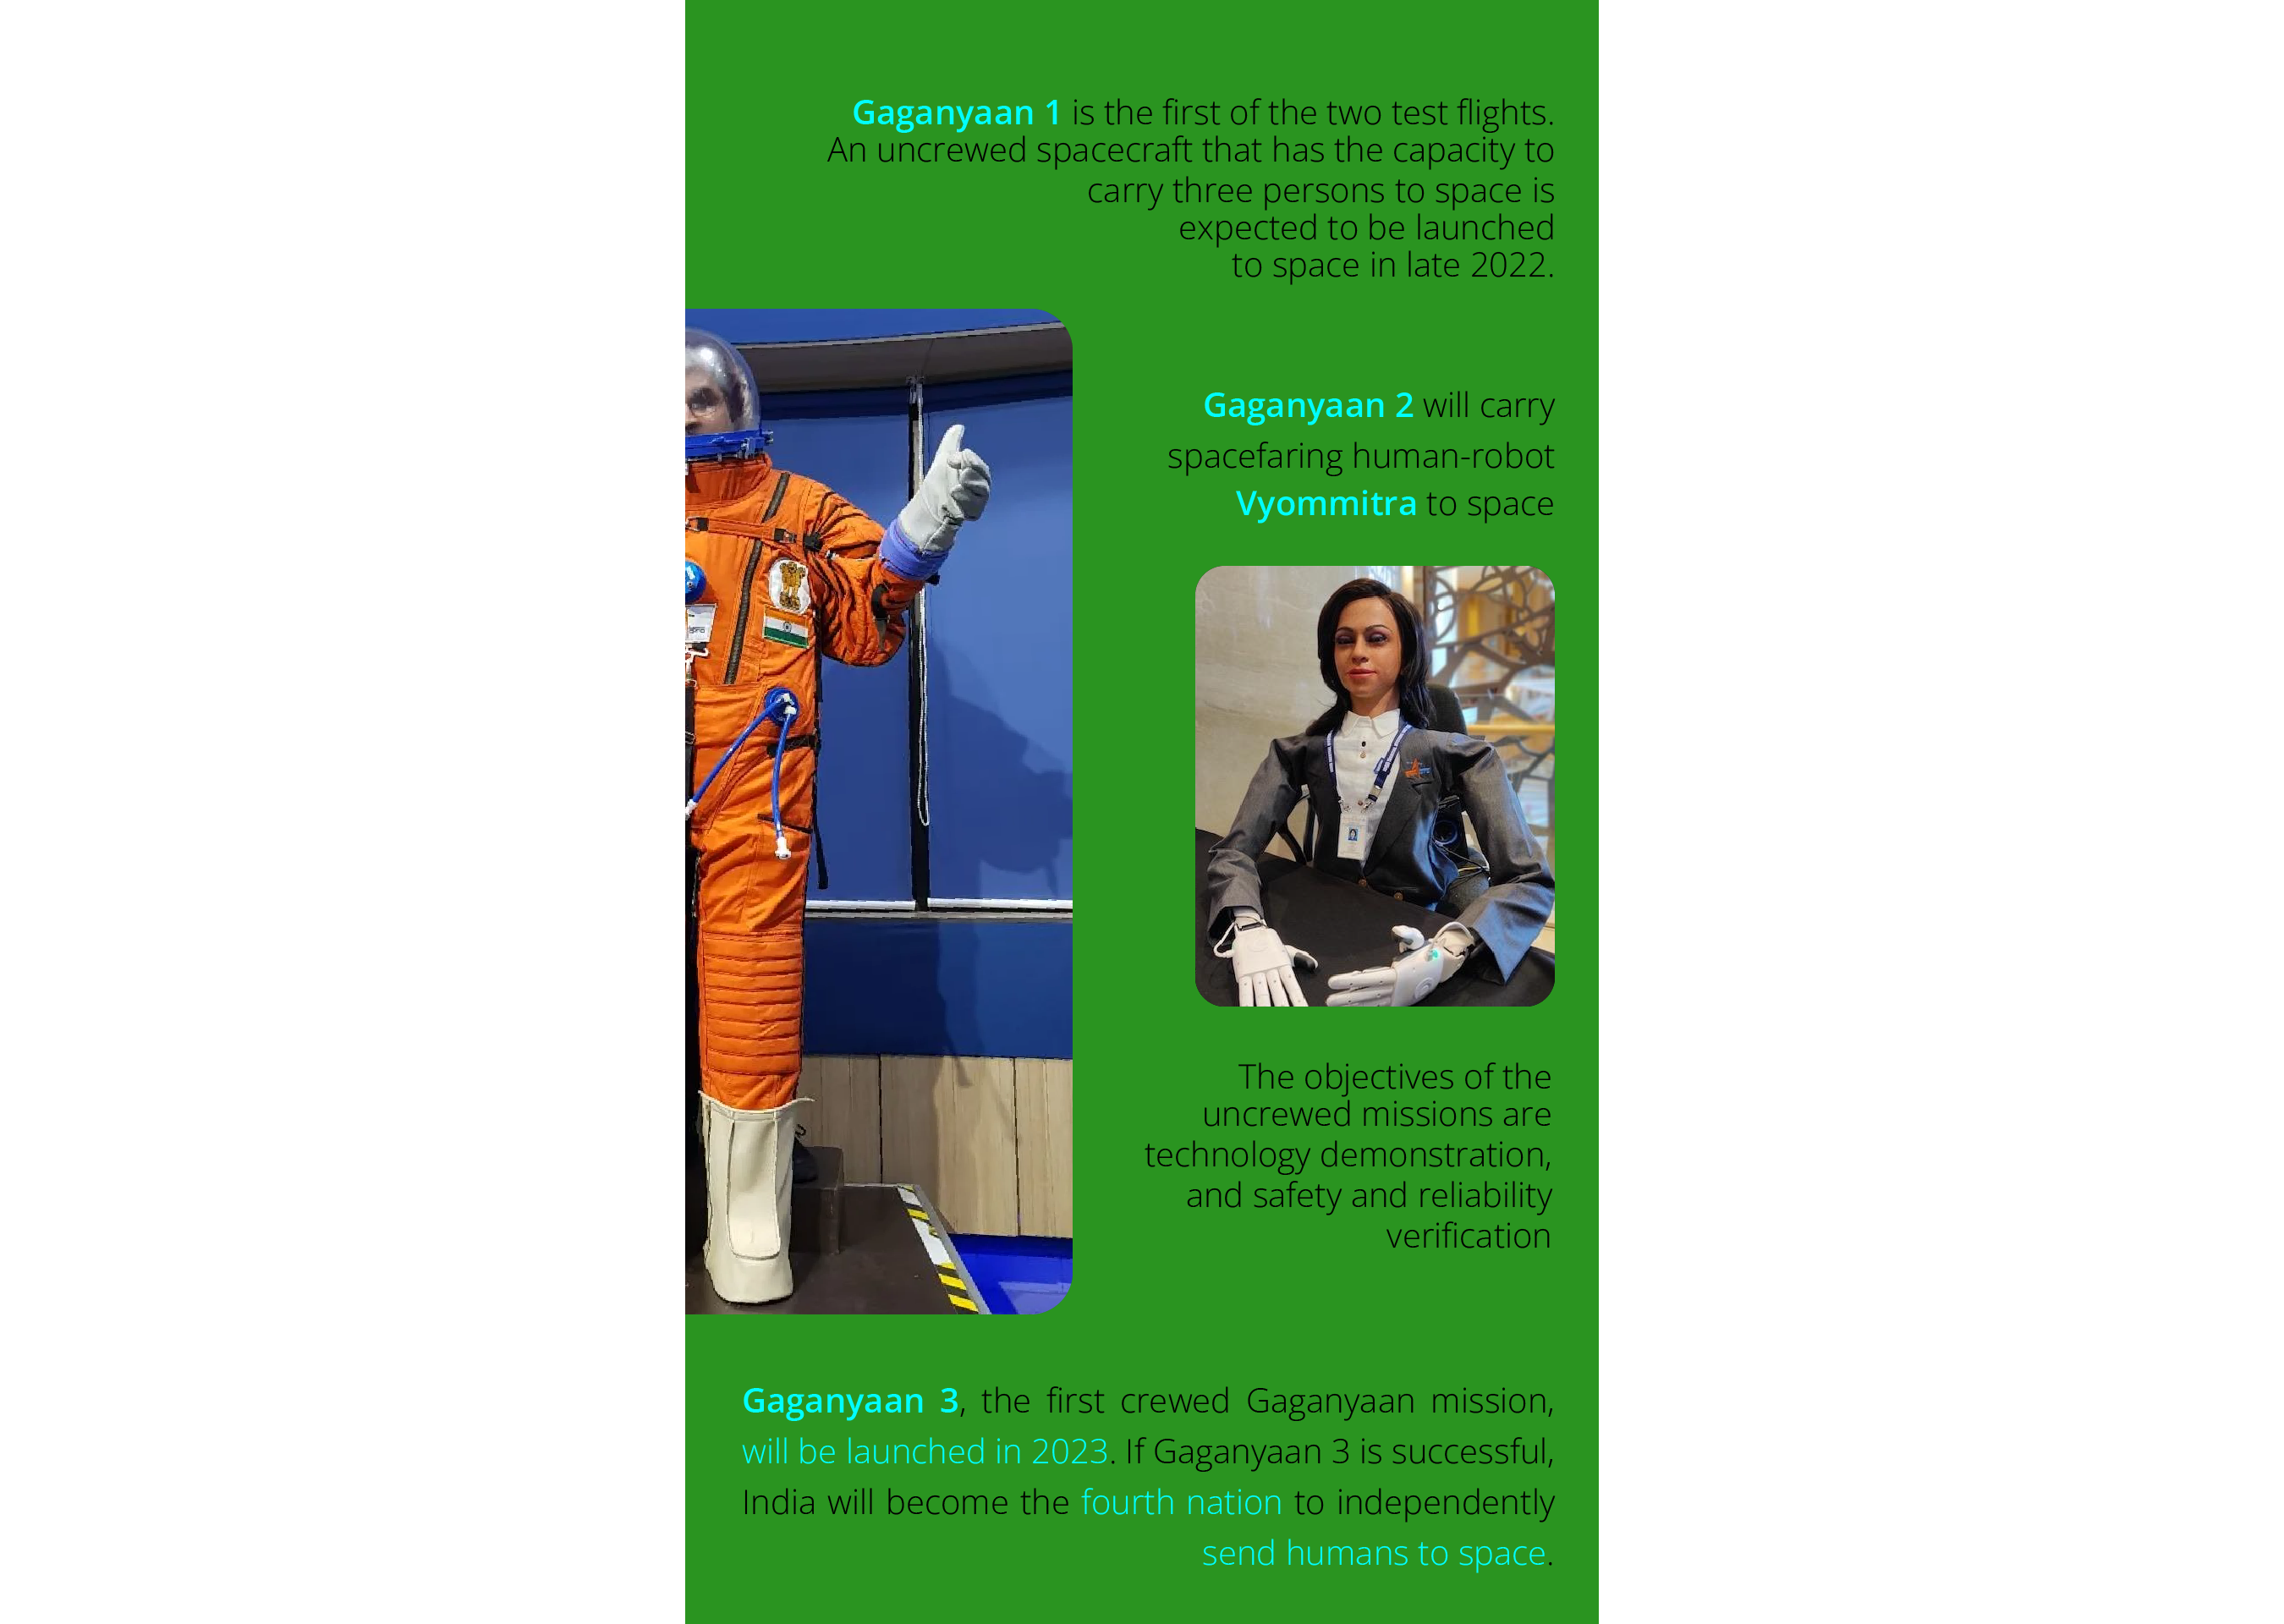 Gaganyaan 1 is the first of the two test flights.
An uncrewed spacecraft that has the capacity to
carry three persons to space is
expected to be launched
to space in late 2022.
Gaganyaan 2 will carry
spacefaring human-robot
Vyommitra to space
The objectives of the
uncrewed missions are
technology demonstration,
and safety and reliability
verification
Gaganyaan 3, the first crewed Gaganyaan mission,
will be launched in 2023. If Gaganyaan 3 is successful,
India will become the fourth nation to independently
send humans to space.